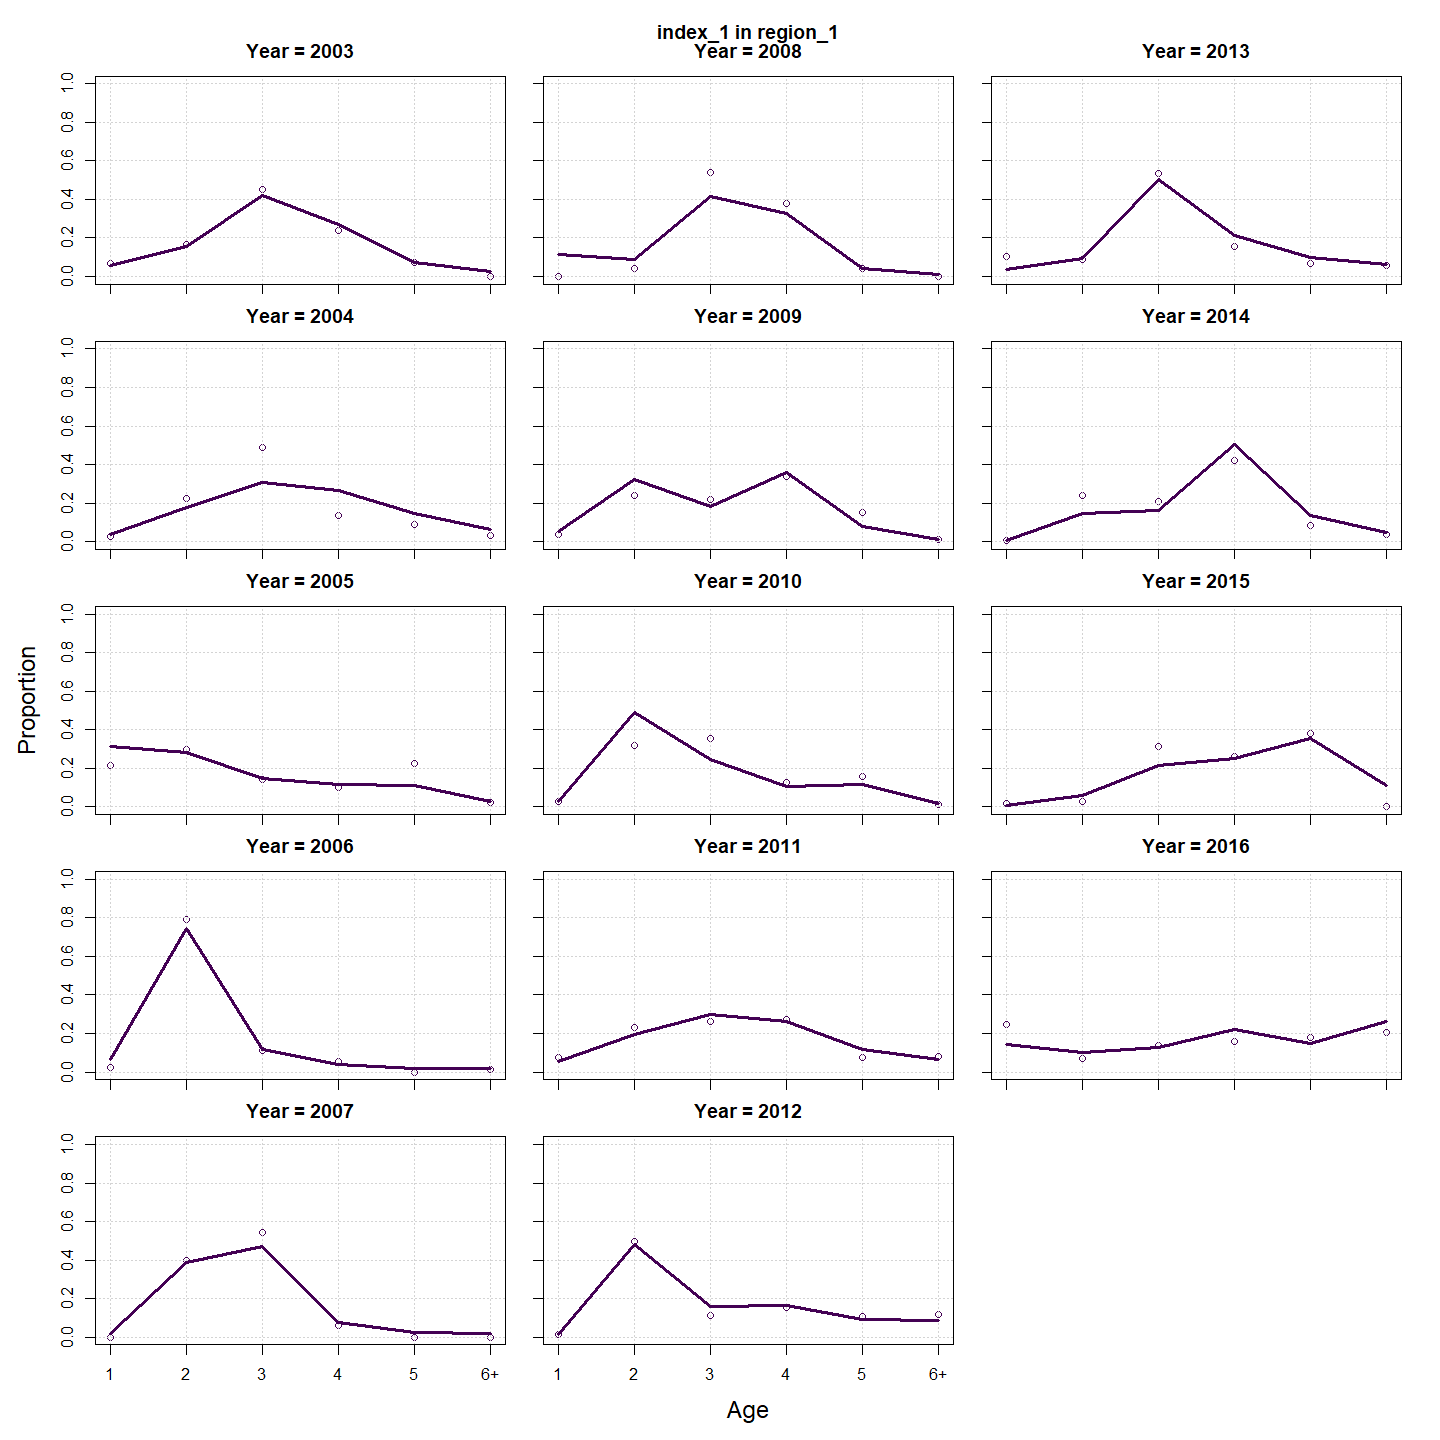 index_1 in region_1
Year = 2003
Year = 2008
Year = 2013
0.0 0.2 0.4 0.6 0.8 1.0
Year = 2004
Year = 2009
Year = 2014
0.0 0.2 0.4 0.6 0.8 1.0
Year = 2005
Year = 2010
Year = 2015
0.0 0.2 0.4 0.6 0.8 1.0
Proportion
Year = 2006
Year = 2011
Year = 2016
0.0 0.2 0.4 0.6 0.8 1.0
Year = 2007
Year = 2012
0.0 0.2 0.4 0.6 0.8 1.0
1 2 3 4 5 6+
1 2 3 4 5 6+
Age